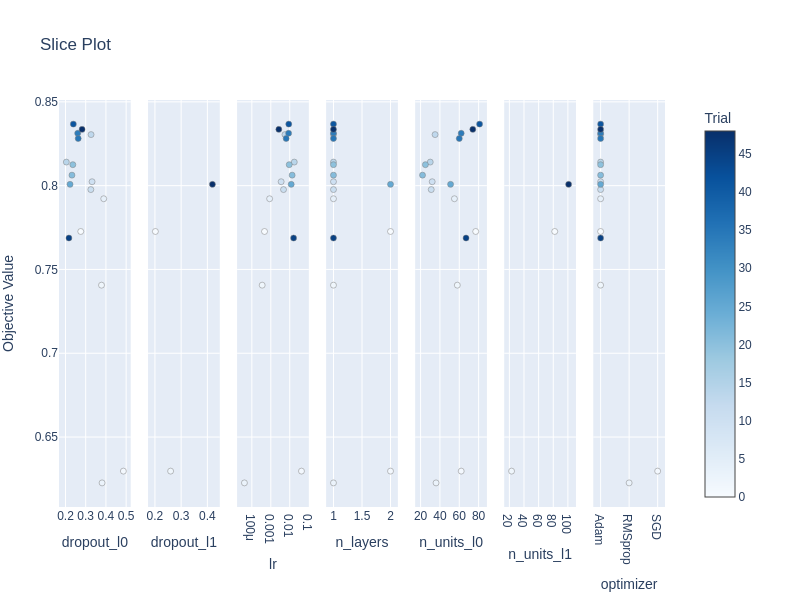 Slice Plot
Objective Value
0.85
0.8
0.75
0.7
0.65
0.2 0.3 0.4 0.5
dropout_l0
0.2 0.3 0.4
dropout_l1
100μ 0.001 0.01 0.1
lr
1 1.5 2
n_layers
20 40 60 80
n_units_l0
20 40 60 80 100
n_units_l1
Adam RMSprop SGD
optimizer
Trial
45
40
35
30
25
20
15
10
5
0